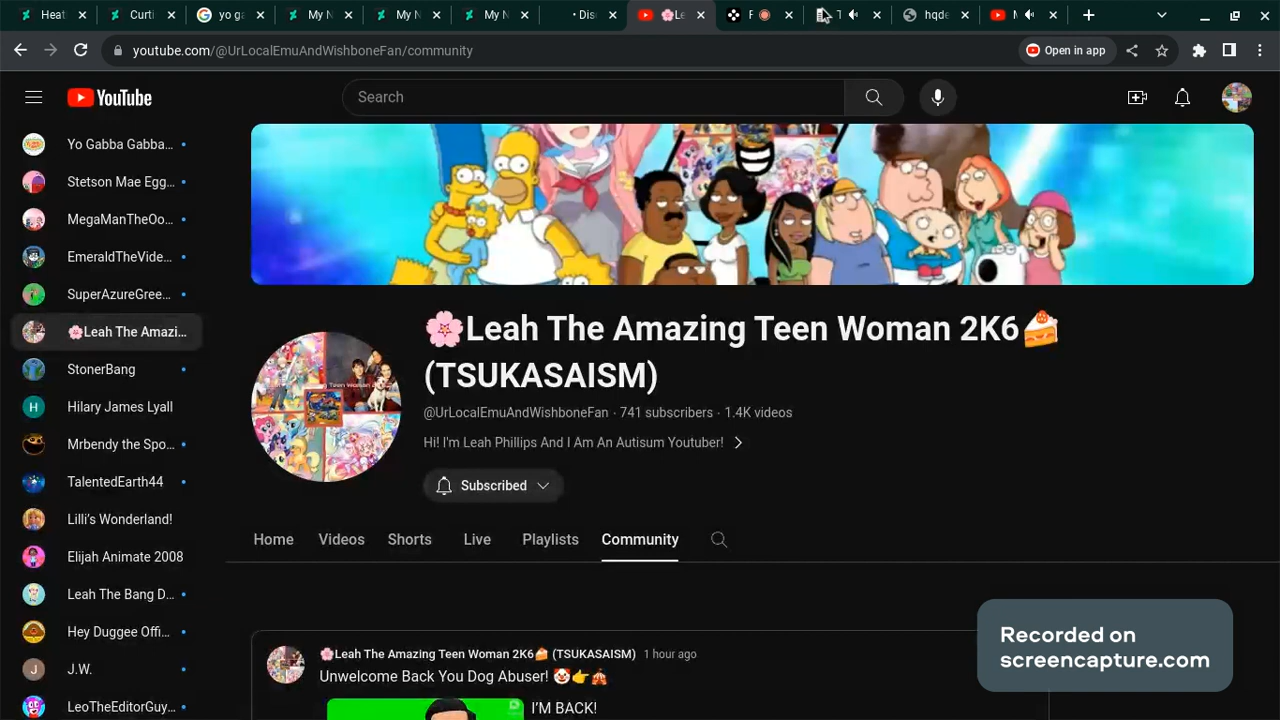 Heat
Curti
yo ga
My N
My N
My N
• Dis
🌸Le
F
T
hqde
youtube.com/@UrLocalEmuAndWishboneFan/community
Open in app
YouTube
Search
Yo Gabba Gabba...
Stetson Mae Egg...
MegaManTheOo...
EmeraldTheVide...
SuperAzureGree...
🌸Leah The Amazi...
StonerBang
H
Hilary James Lyall
Mrbendy the Spo...
TalentedEarth44
Lilli's Wonderland!
Elijah Animate 2008
Leah The Bang D...
Hey Duggee Offi...
J
J.W.
LeoTheEditorGuy...
🌸Leah The Amazing Teen Woman 2K6🍰
(TSUKASAISM)
@UrLocalEmuAndWishboneFan · 741 subscribers · 1.4K videos
Hi! I'm Leah Phillips And I Am An Autisum Youtuber!
Subscribed
Home Videos Shorts Live Playlists Community
🌸Leah The Amazing Teen Woman 2K6🍰 (TSUKASAISM) 1 hour ago
Unwelcome Back You Dog Abuser! 🤡👉🎪
I'M BACK!
Recorded on
screencapture.com